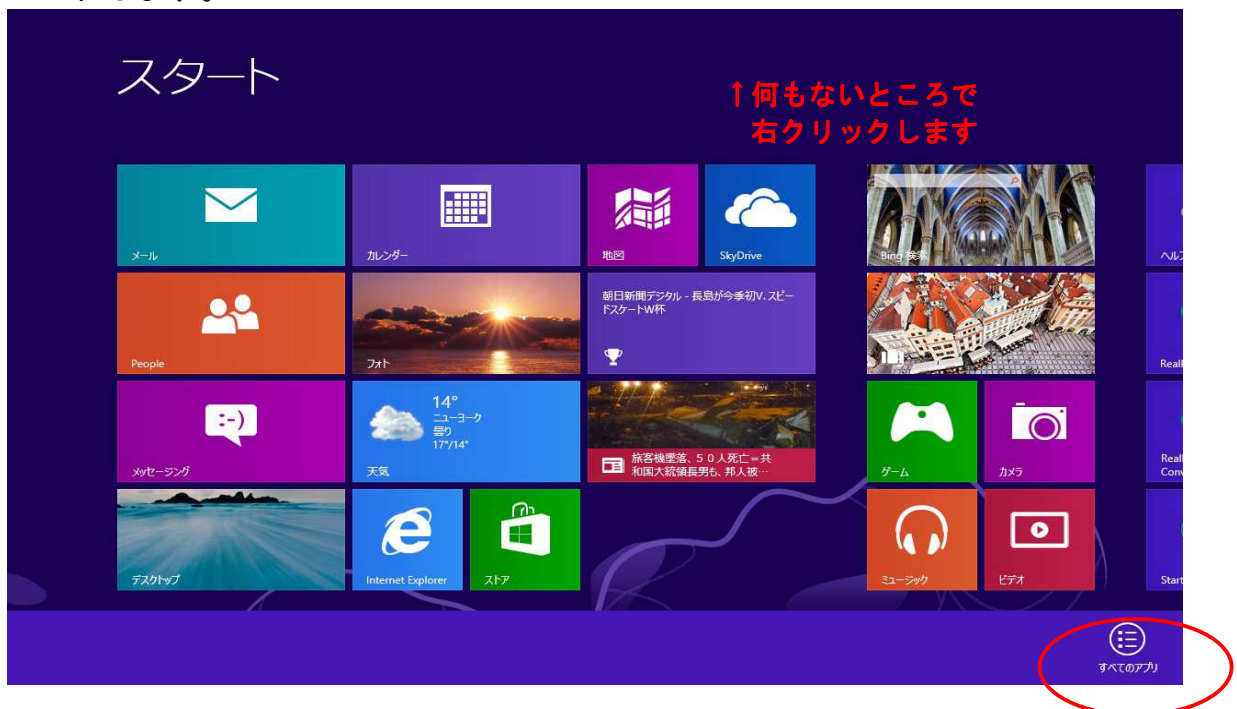 スタート
↑何もないところで
右クリックします
メール
カレンダー
地図
SkyDrive
Bing 検索
People
フォト
朝日新聞デジタル - 長島が今季初V、スピー
ドスケートW杯
メッセージング
14°
ニューヨーク
曇り
17°/14°
天気
旅客機墜落、５０人死亡＝共
和国大統領長男も、邦人被…
ゲーム
カメラ
デスクトップ
Internet Explorer
ストア
ミュージック
ビデオ
Start
すべてのアプリ